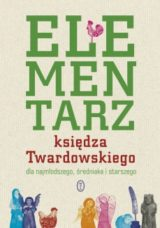 ELE
MEN
TARZ
księdza
Twardowskiego
dla najmłodszego, średniaka i starszego